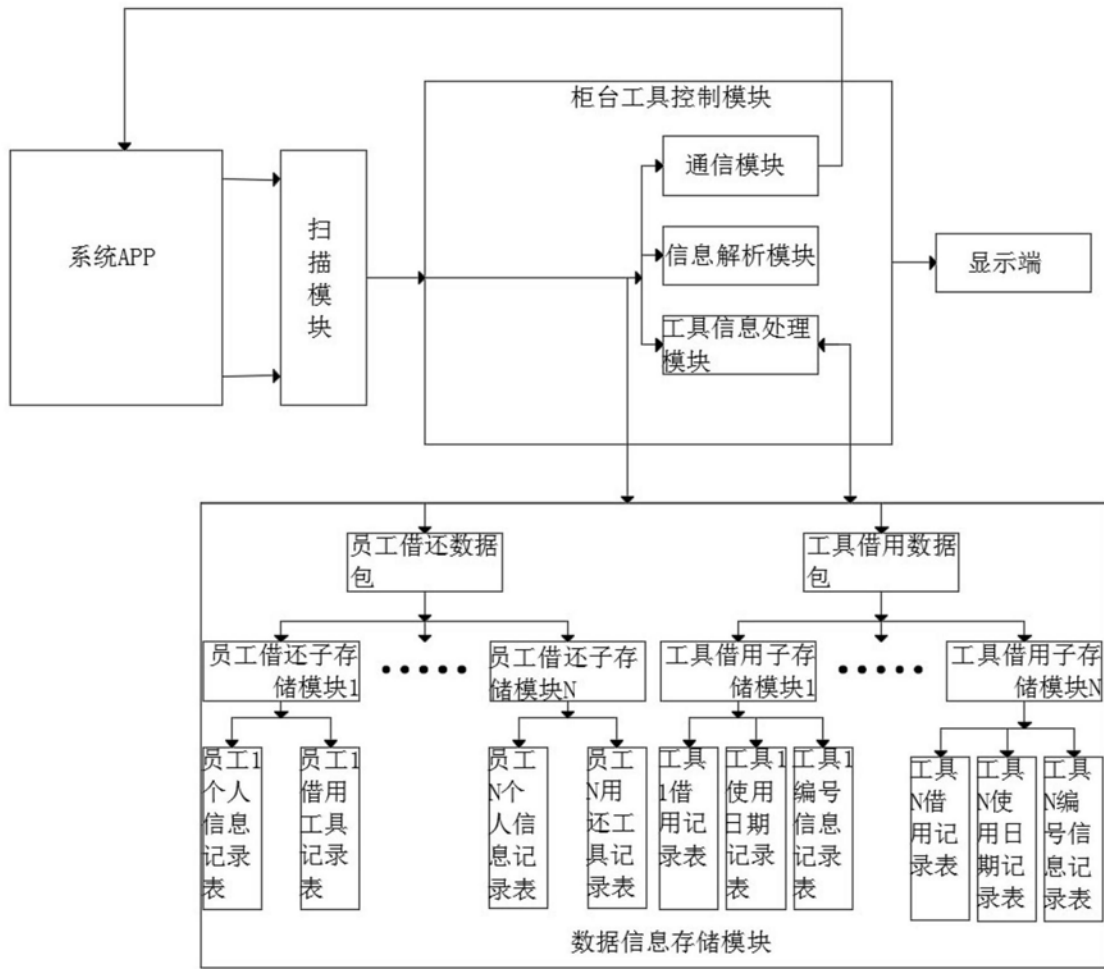 柜台工具控制模块
通信模块
系统APP
扫
描
模
块
信息解析模块
显示端
工具信息处理
模块
员工借还数据
包
工具借用数据
包
员工借还子存
储模块1
员工借还子存
储模块N
工具借用子存
储模块1
工具借用子存
储模块N
员工1
个人
信息
记录
表
员工1
借用
工具
记录
表
员工
N个
人信
息记
录表
员工
N用
还工
具记
录表
工具
1借
用记
录表
工具1
使用
日期
记录
表
工具1
编号
信息
记录
表
工具
N借
用记
录表
工具
N使
用日
期记
录表
工具
N编
号信
息记
录表
数据信息存储模块